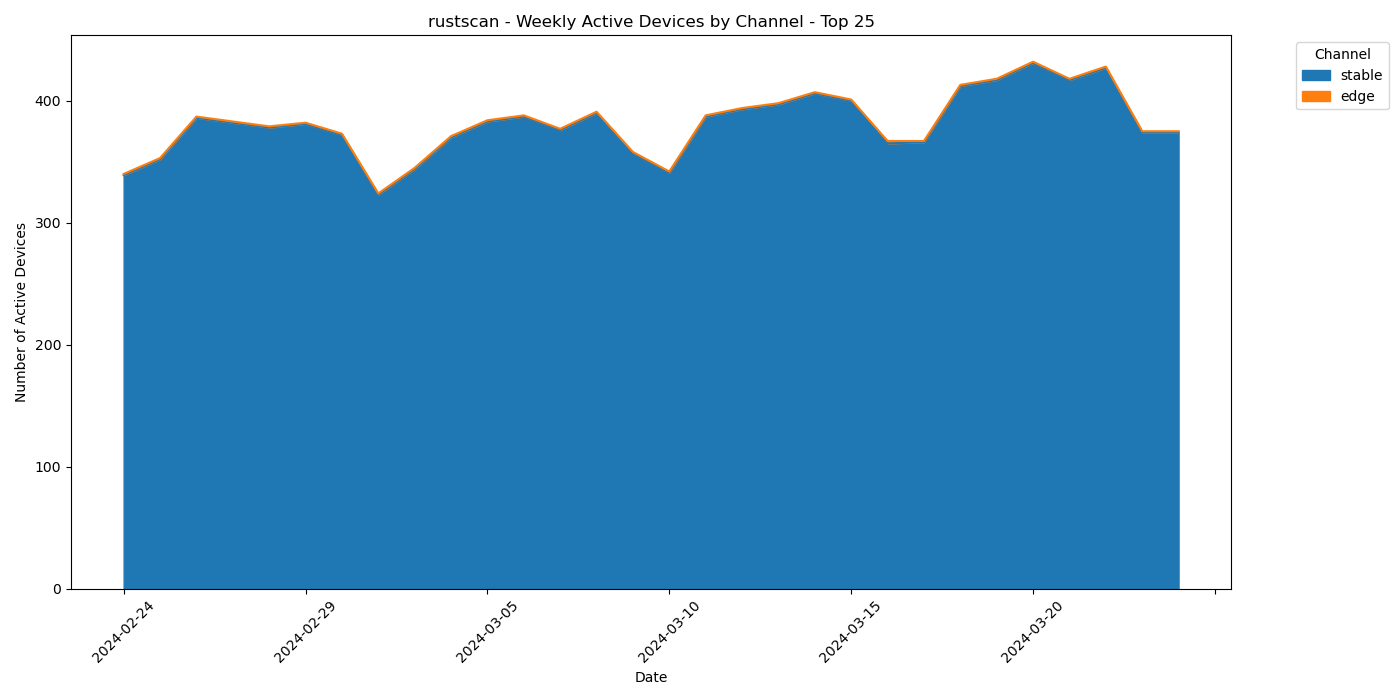 rustscan - Weekly Active Devices by Channel - Top 25
Channel
stable
edge
Number of Active Devices
400
300
200
100
0
2024-02-24
2024-02-29
2024-03-05
2024-03-10
2024-03-15
2024-03-20
Date